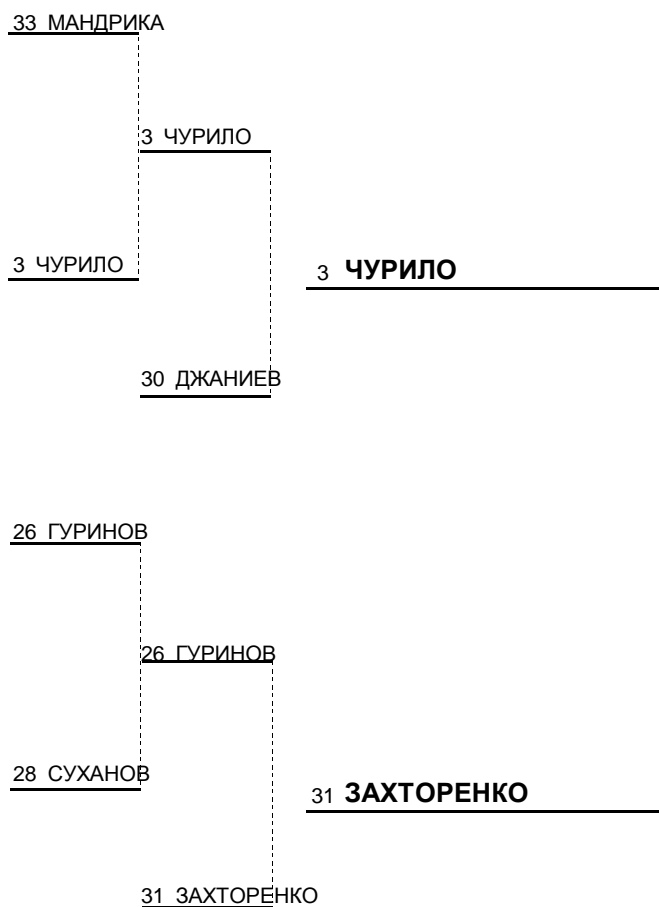 33 МАНДРИКА
3 ЧУРИЛО
3 ЧУРИЛО
3 ЧУРИЛО
30 ДЖАНИЕВ
26 ГУРИНОВ
26 ГУРИНОВ
28 СУХАНОВ
31 ЗАХТОРЕНКО
31 ЗАХТОРЕНКО